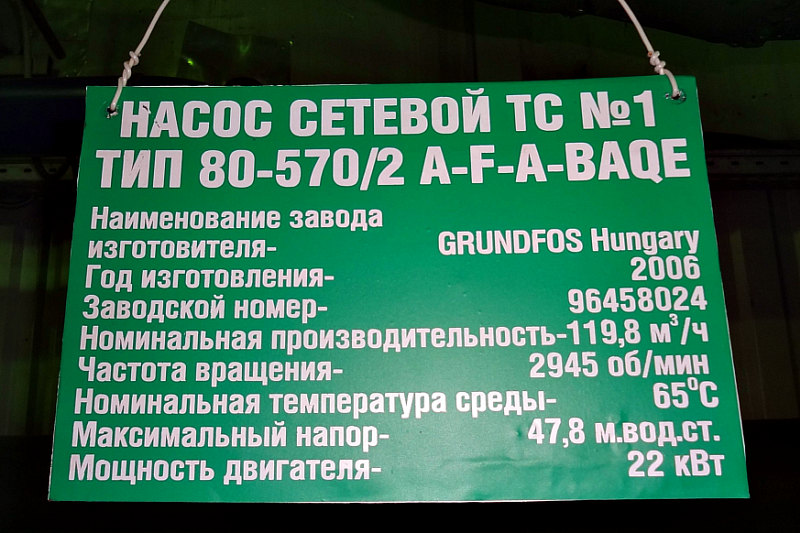 НАСОС СЕТЕВОЙ ТС №1
ТИП 80-570/2 A-F-A-BAQE
Наименование завода
изготовителя- GRUNDFOS Hungary
Год изготовления- 2006
Заводской номер- 96458024
Номинальная производительность-119,8 м³/ч
Частота вращения- 2945 об/мин
Номинальная температура среды- 65⁰С
Максимальный напор- 47,8 м.вод.ст.
Мощность двигателя- 22 кВт